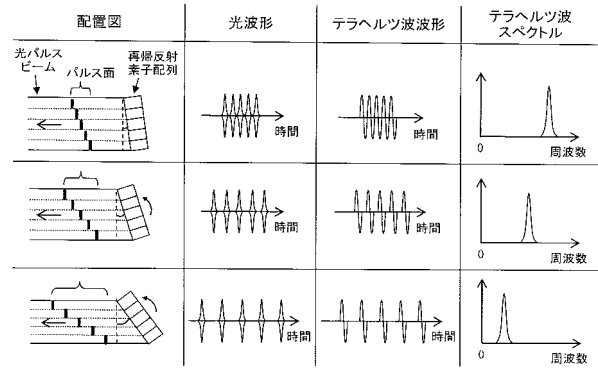 配置図
光波形
テラヘルツ波波形
テラヘルツ波
スペクトル
光パルス
ビーム
パルス面
再帰反射
素子配列
時間
時間
0
周波数
時間
時間
0
周波数
時間
時間
0
周波数